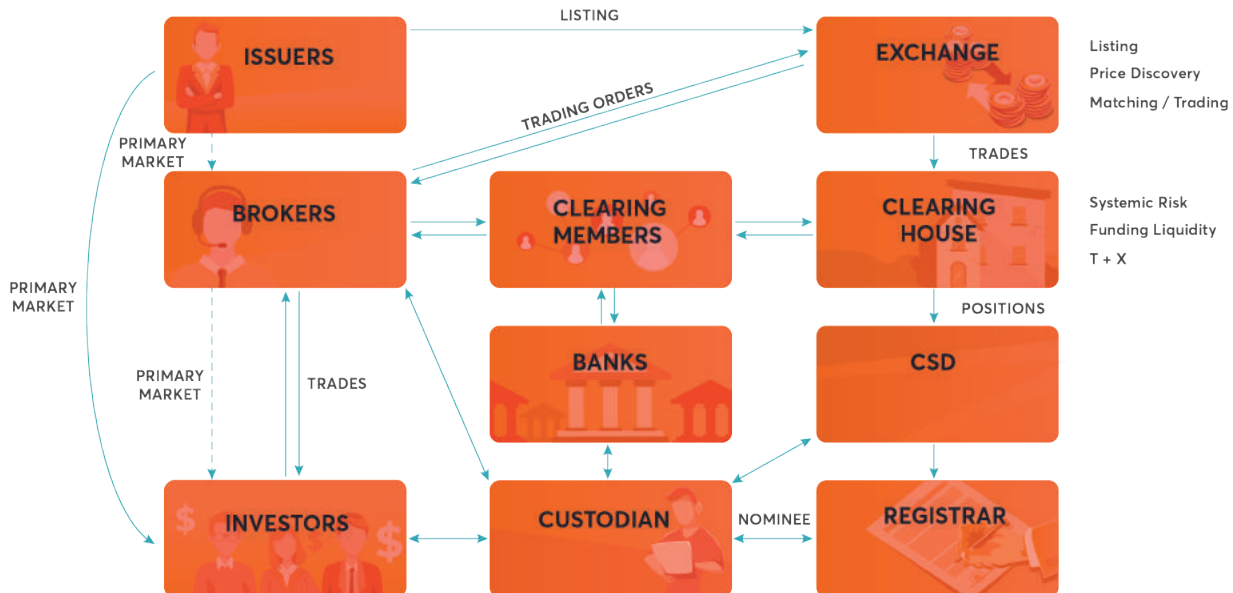 LISTING
ISSUERS
EXCHANGE
Listing
Price Discovery
Matching / Trading
TRADING ORDERS
PRIMARY
MARKET
TRADES
BROKERS
CLEARING
MEMBERS
CLEARING
HOUSE
Systemic Risk
Funding Liquidity
T + X
PRIMARY
MARKET
POSITIONS
PRIMARY
MARKET
TRADES
BANKS
CSD
INVESTORS
CUSTODIAN
NOMINEE
REGISTRAR
$
$
$